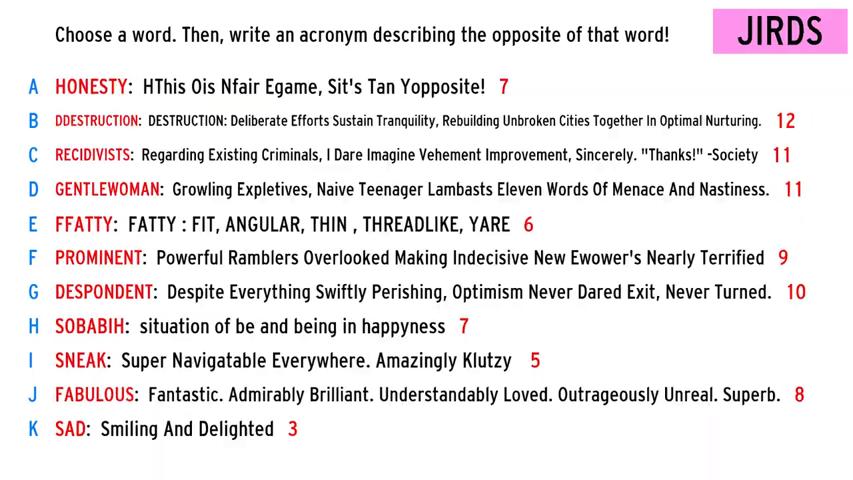 Choose a word. Then, write an acronym describing the opposite of that word!
JIRDS
A HONESTY: HThis Ois Nfair Egame, Sit's Tan Yopposite! 7
B DDESTRUCTION: DESTRUCTION: Deliberate Efforts Sustain Tranquility, Rebuilding Unbroken Cities Together In Optimal Nurturing. 12
C RECIDIVISTS: Regarding Existing Criminals, I Dare Imagine Vehement Improvement, Sincerely. "Thanks!" -Society 11
D GENTLEWOMAN: Growling Expletives, Naive Teenager Lambasts Eleven Words Of Menace And Nastiness. 11
E FFATTY: FATTY : FIT, ANGULAR, THIN , THREADLIKE, YARE 6
F PROMINENT: Powerful Ramblers Overlooked Making Indecisive New Ewower's Nearly Terrified 9
G DESPONDENT: Despite Everything Swiftly Perishing, Optimism Never Dared Exit, Never Turned. 10
H SOBABIH: situation of be and being in happyness 7
I SNEAK: Super Navigatable Everywhere. Amazingly Klutzy 5
J FABULOUS: Fantastic. Admirably Brilliant. Understandably Loved. Outrageously Unreal. Superb. 8
K SAD: Smiling And Delighted 3